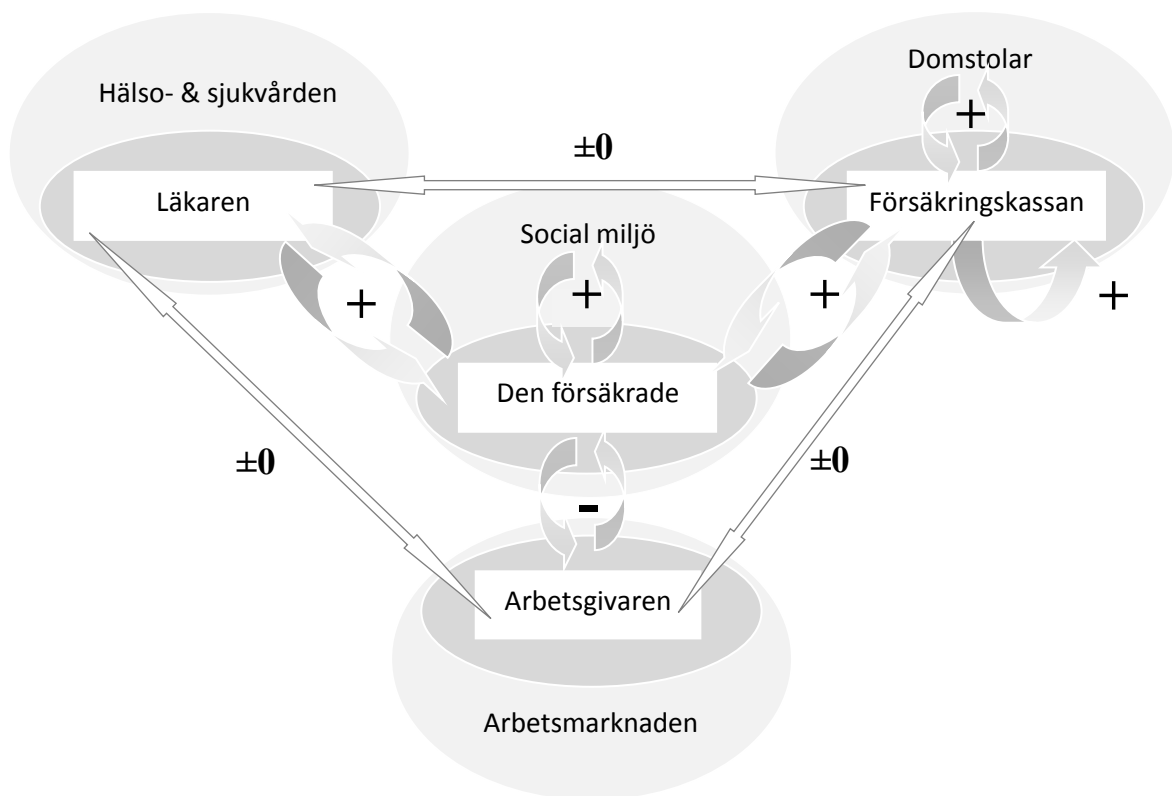 Domstolar
Hälso- & sjukvården
+
±0
Läkaren
Försäkringskassan
Social miljö
+
+
+
+
Den försäkrade
±0
±0
-
Arbetsgivaren
Arbetsmarknaden